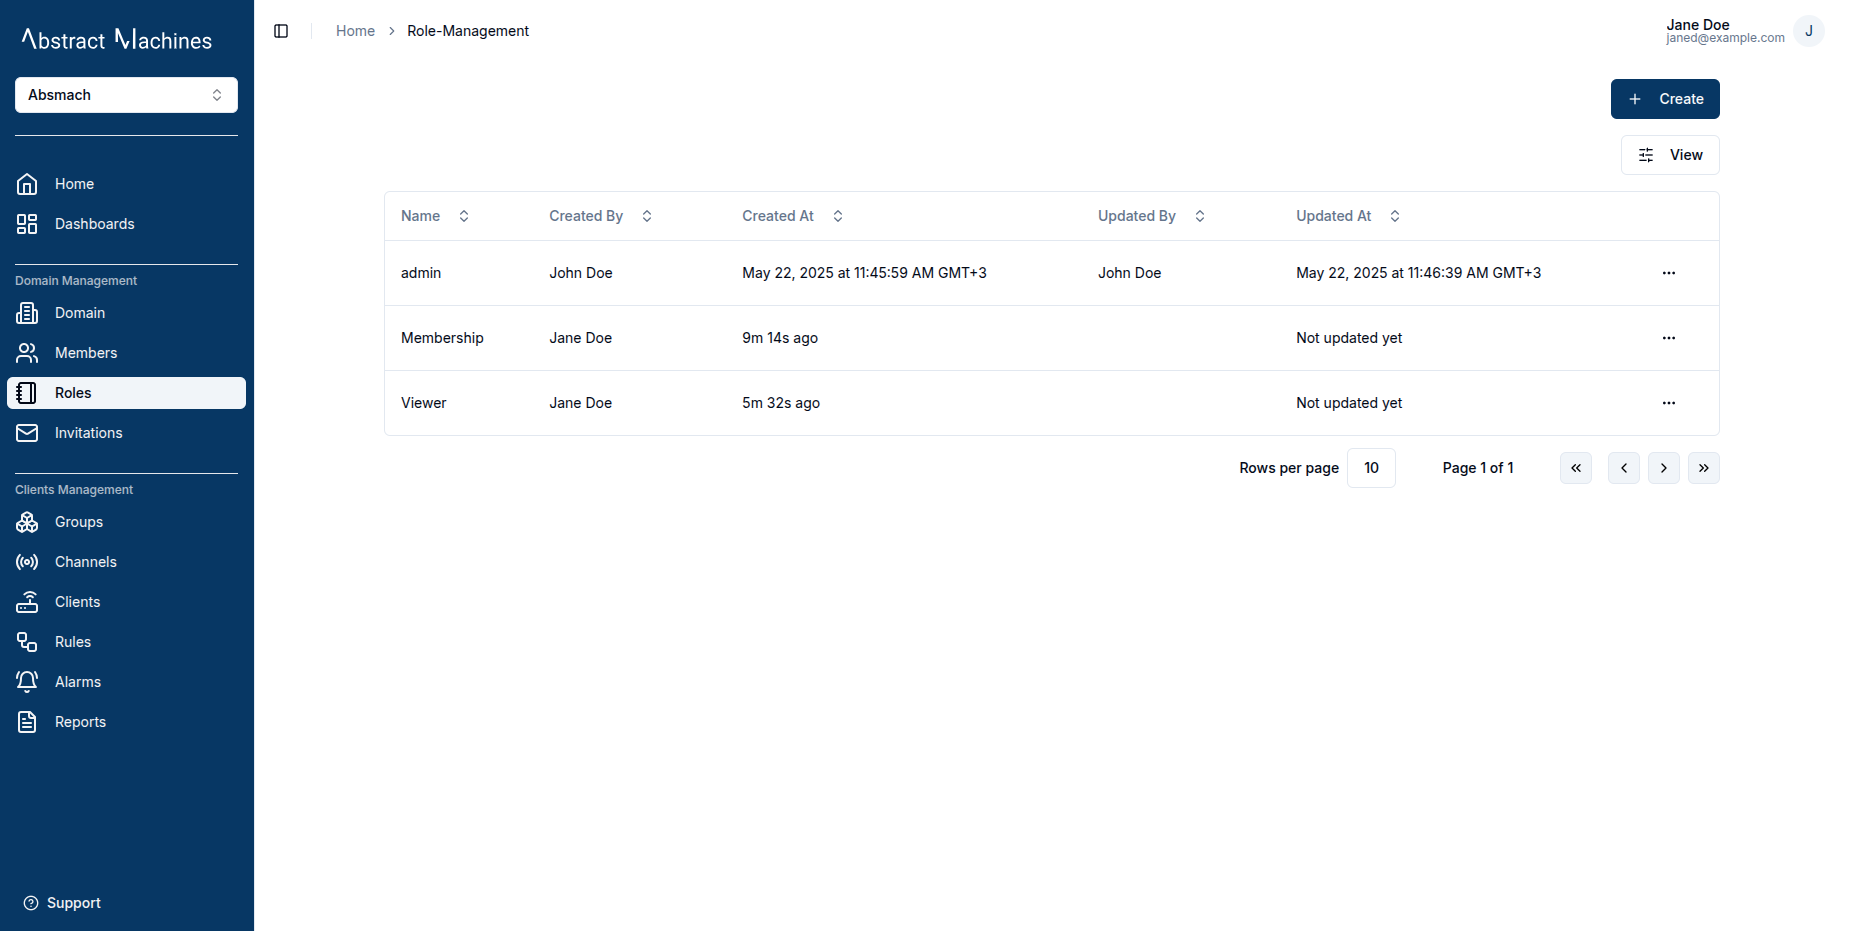 Abstract Machines
Absmach
Home
Dashboards
Domain Management
Domain
Members
Roles
Invitations
Clients Management
Groups
Channels
Clients
Rules
Alarms
Reports
Support
Home Role-Management
Jane Doe
janed@example.com
J
Create
View
Name Created By Created At Updated By Updated At
admin John Doe May 22, 2025 at 11:45:59 AM GMT+3 John Doe May 22, 2025 at 11:46:39 AM GMT+3
Membership Jane Doe 9m 14s ago Not updated yet
Viewer Jane Doe 5m 32s ago Not updated yet
Rows per page 10 Page 1 of 1